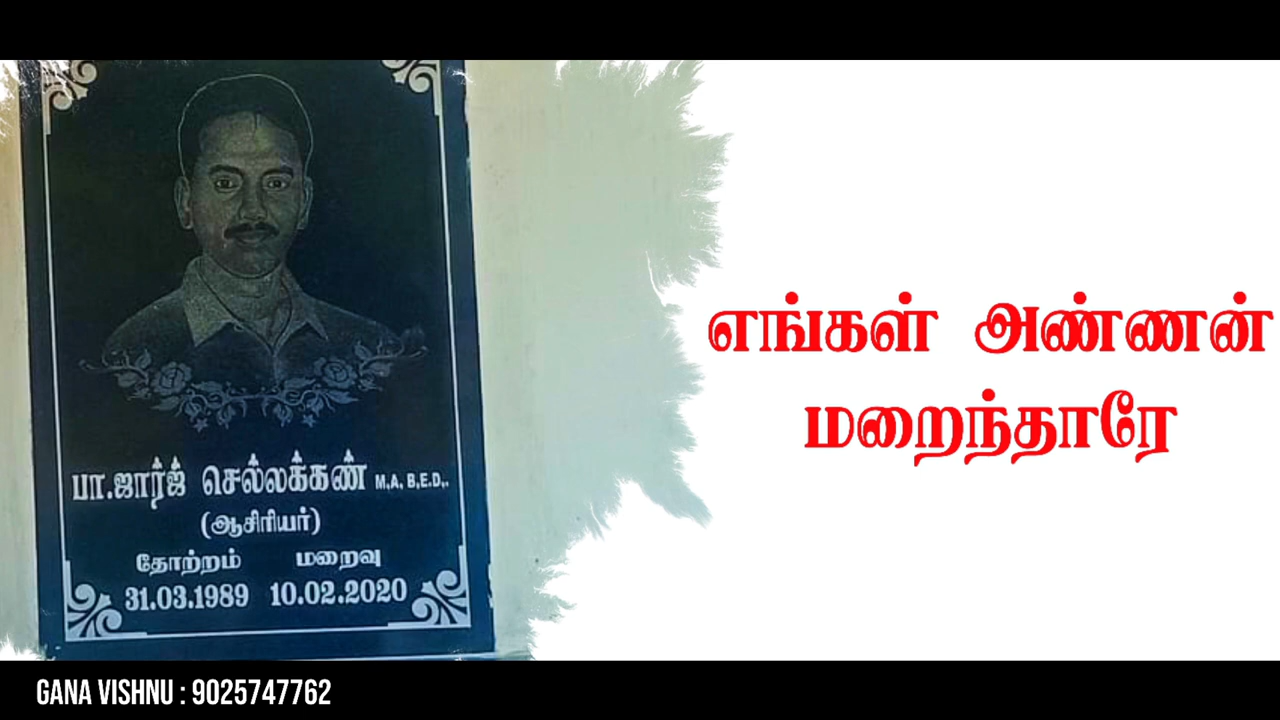 பா.ஜார்ஜ் செல்லக்கண் M,A, B,E.D,.
(ஆசிரியர்)
தோற்றம் மறைவு
31.03.1989 10.02.2020
எங்கள் அண்ணன்
மறைந்தாரே
GANA VISHNU : 9025747762